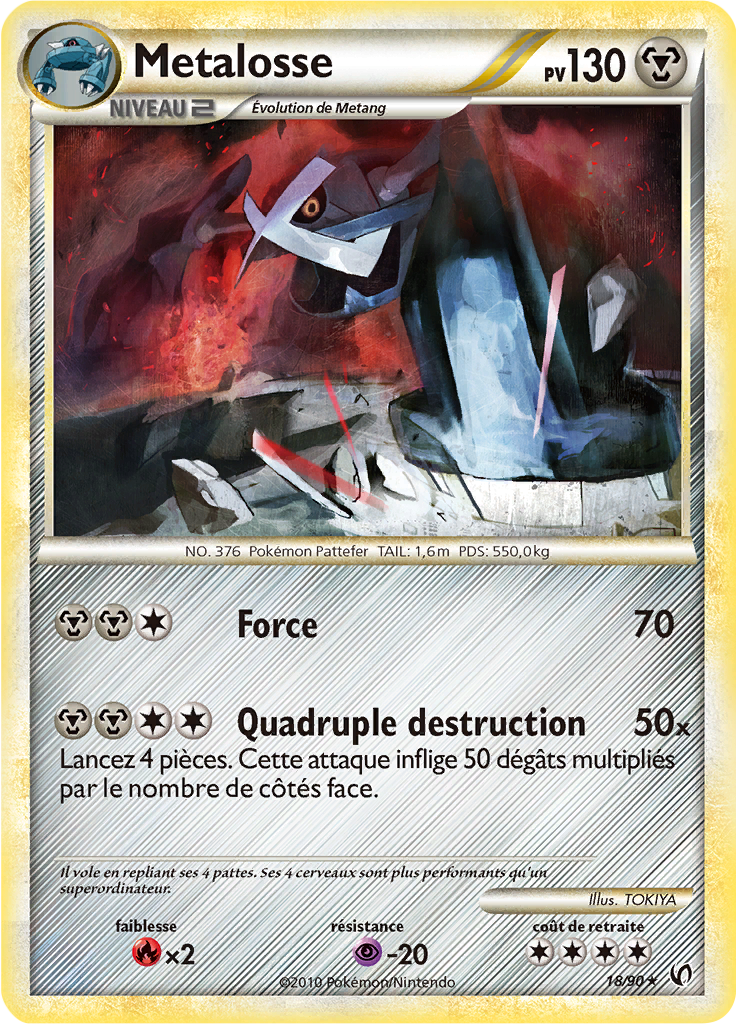 Metalosse
PV130
NIVEAU 2
Évolution de Metang
NO. 376 Pokémon Pattefer TAIL: 1,6m PDS: 550,0kg
Force 70
Quadruple destruction 50x
Lancez 4 pièces. Cette attaque inflige 50 dégâts multipliés
par le nombre de côtés face.
Il vole en repliant ses 4 pattes. Ses 4 cerveaux sont plus performants qu'un
superordinateur.
Illus. TOKIYA
faiblesse résistance coût de retraite
×2 -20
©2010 Pokémon/Nintendo
18/90★